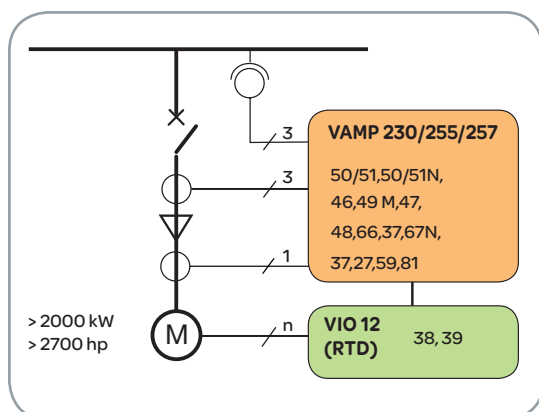 3
VAMP 230/255/257
3
50/51,50/51N,
46,49 M,47,
48,66,37,67N,
37,27,59,81
1
> 2000 kW
> 2700 hp
M
n
VIO 12
(RTD)
38, 39